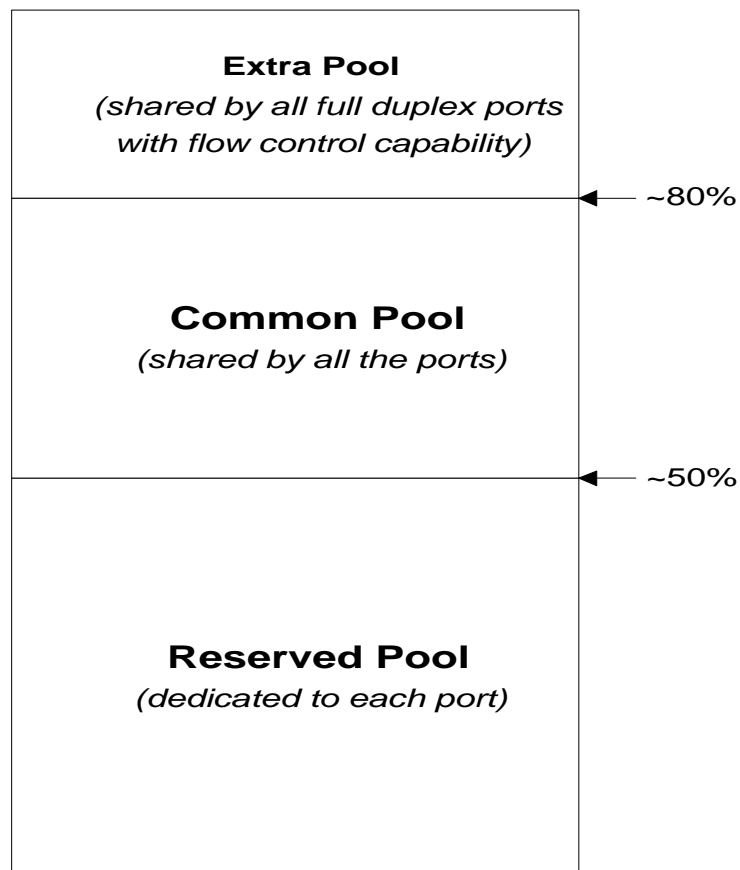 Extra Pool
(shared by all full duplex ports
with flow control capability)
~80%
Common Pool
(shared by all the ports)
~50%
Reserved Pool
(dedicated to each port)